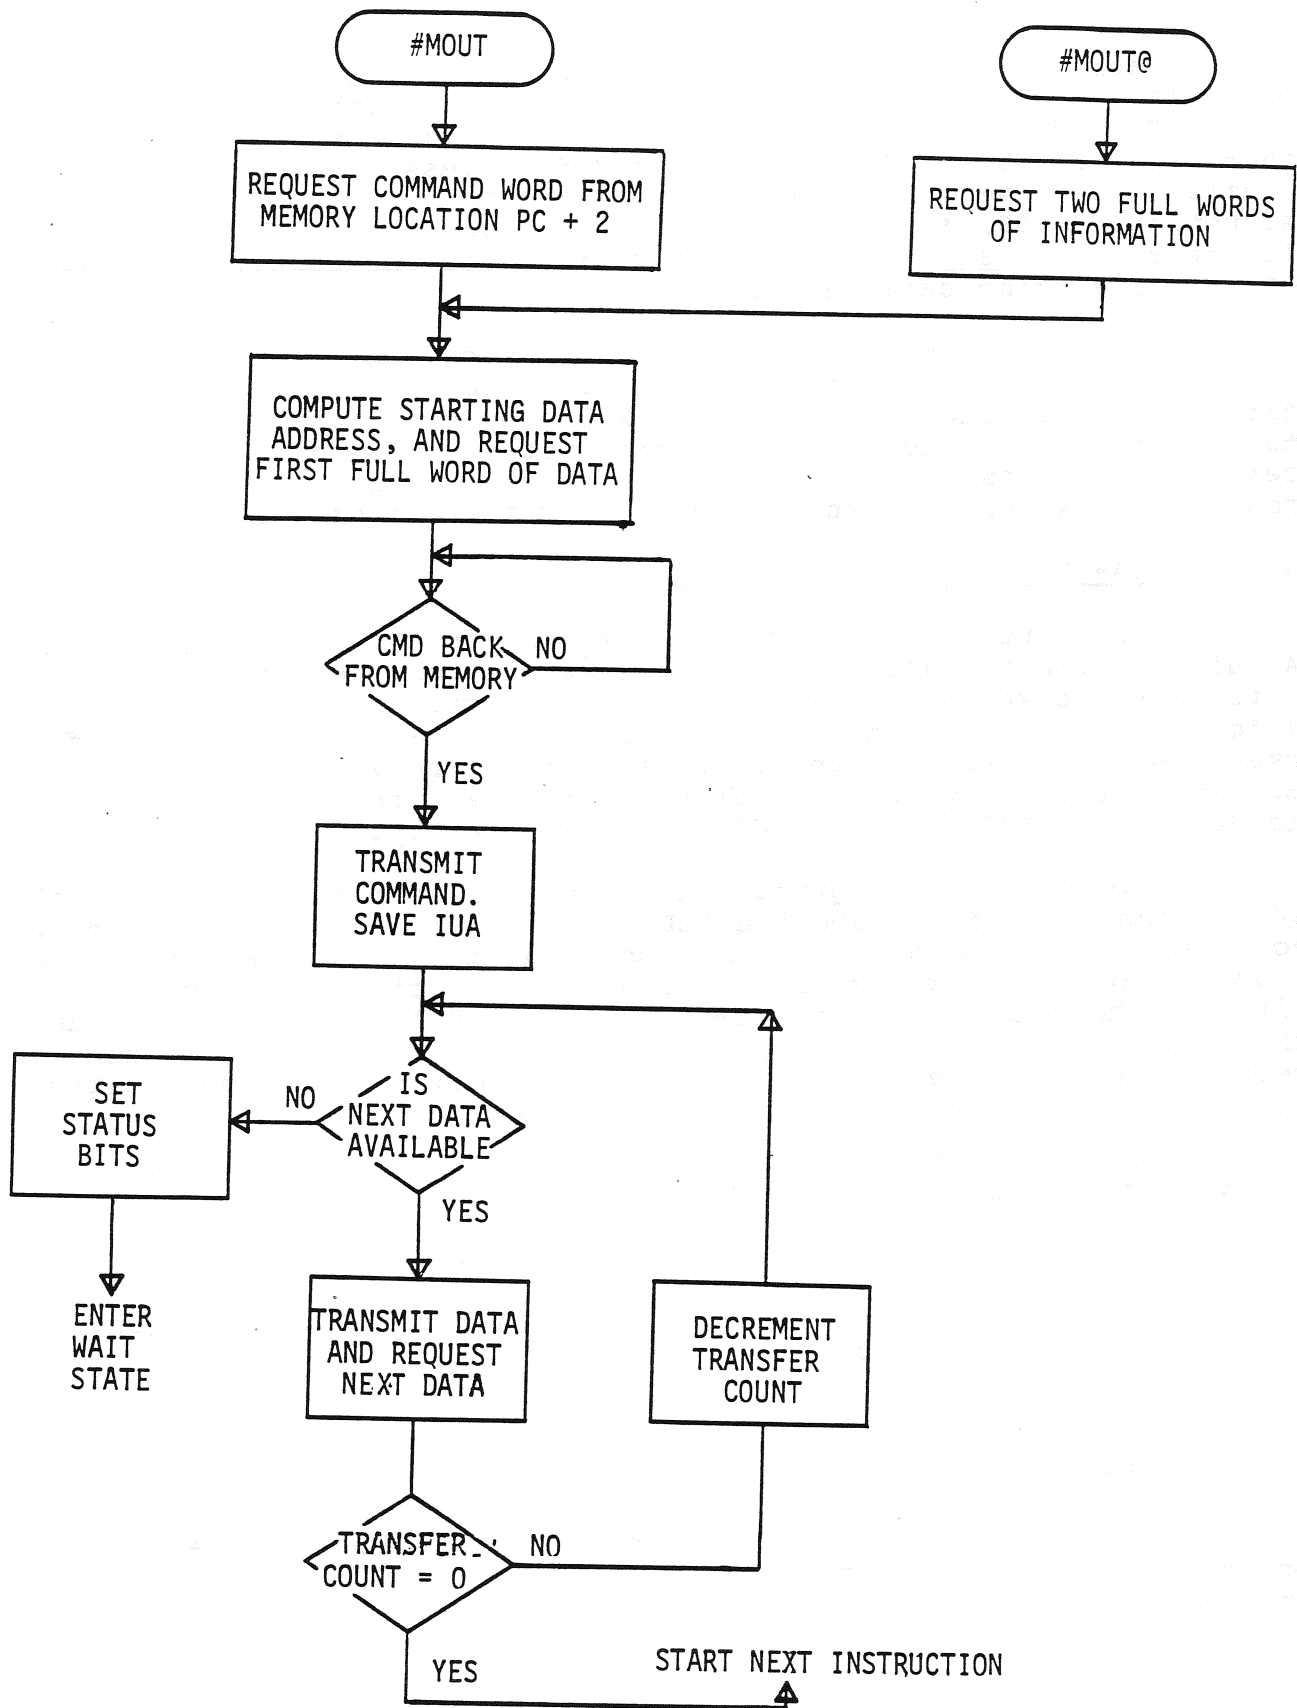 #MOUT
#MOUT@
REQUEST COMMAND WORD FROM
MEMORY LOCATION PC + 2
REQUEST TWO FULL WORDS
OF INFORMATION
COMPUTE STARTING DATA
ADDRESS, AND REQUEST
FIRST FULL WORD OF DATA
CMD BACK
FROM MEMORY
NO
YES
TRANSMIT
COMMAND.
SAVE IUA
IS
NEXT DATA
AVAILABLE
NO
SET
STATUS
BITS
YES
ENTER
WAIT
STATE
TRANSMIT DATA
AND REQUEST
NEXT DATA
DECREMENT
TRANSFER
COUNT
TRANSFER
COUNT = 0
NO
YES
START NEXT INSTRUCTION